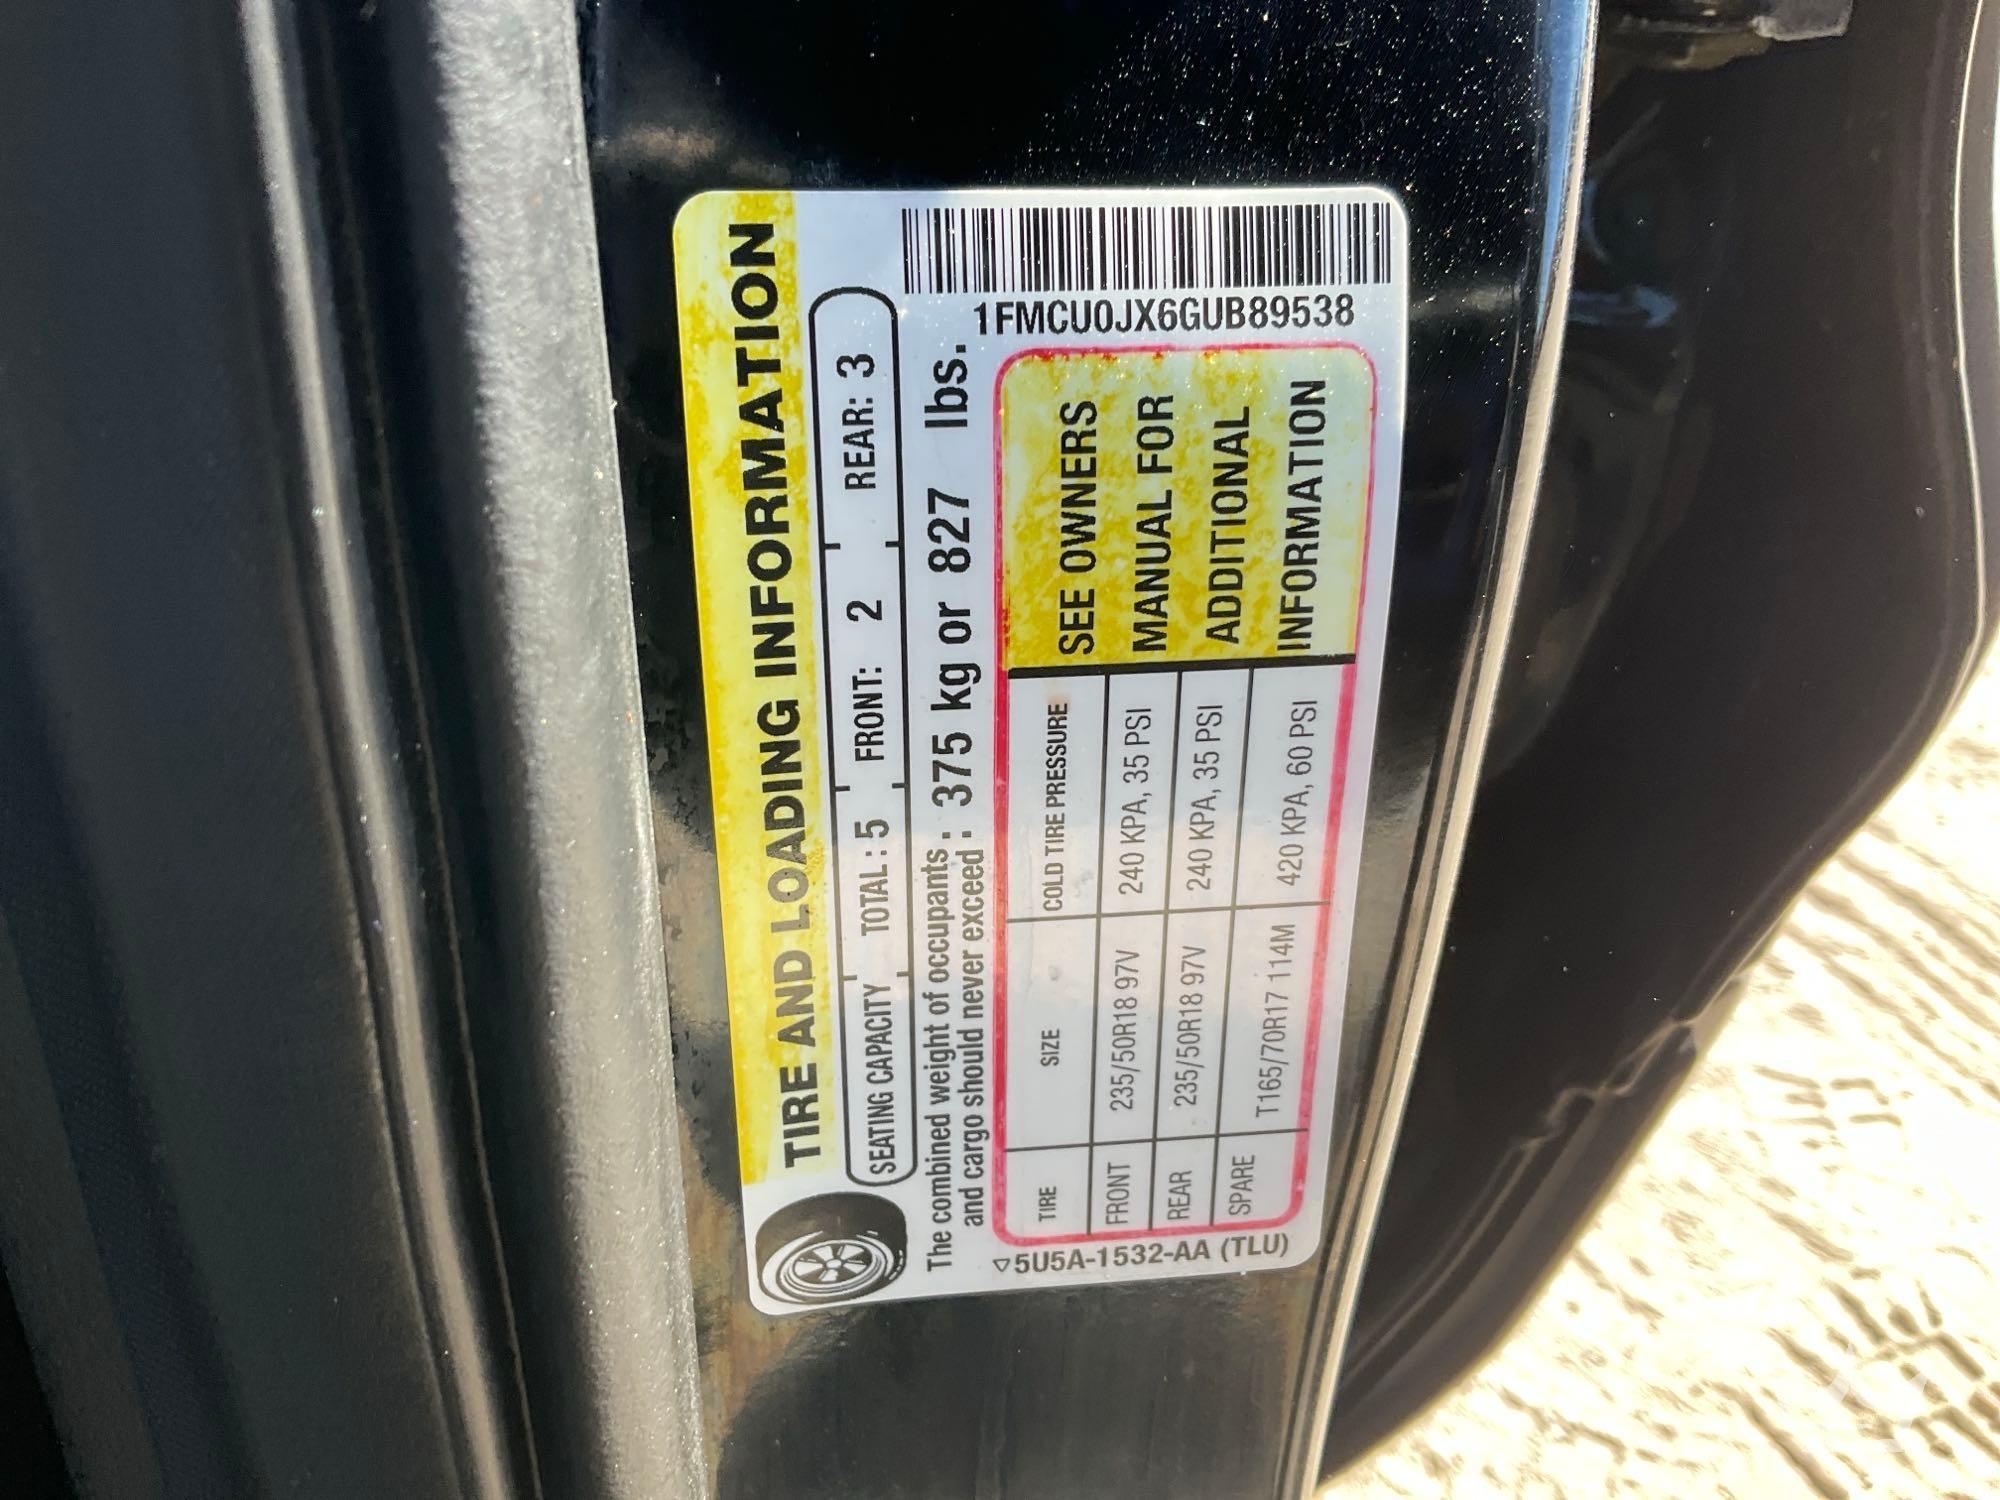 TIRE AND LOADING INFORMATION
SEATING CAPACITY TOTAL: 5 FRONT: 2 REAR: 3
The combined weight of occupants : 375 kg or 827 lbs.
and cargo should never exceed :
1FMCU0JX6GUB89538
TIRE SIZE COLD TIRE PRESSURE
FRONT 235/50R18 97V 240 KPA, 35 PSI
REAR 235/50R18 97V 240 KPA, 35 PSI
SPARE T165/70R17 114M 420 KPA, 60 PSI
SEE OWNERS
MANUAL FOR
ADDITIONAL
INFORMATION
5U5A-1532-AA (TLU)